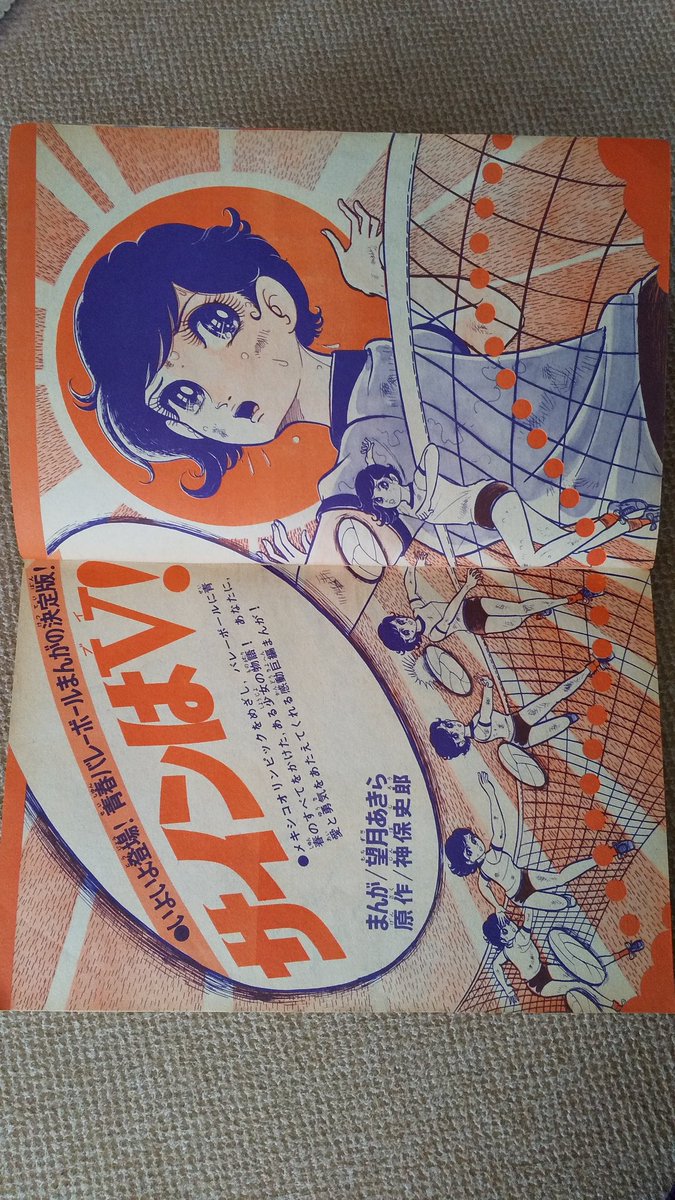 ●いよいよ登場！青春バレーボールまんがの決定版！
サインはV！
●メキシコオリンピックをめざし、バレーボールに青
春のすべてをかけた、ある少女の物語！あなたに、
愛と勇気をあたえてくれる感動巨編まんが！
まんが/望月あきら
原作/神保史郎